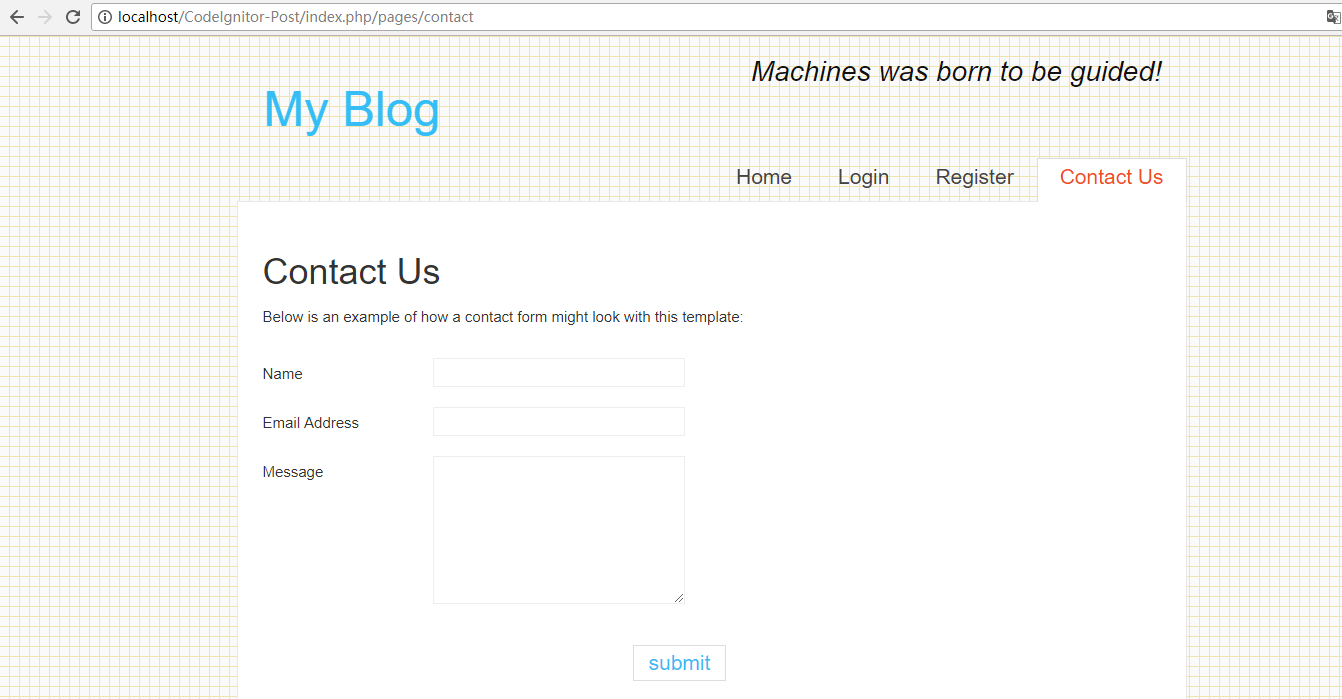 localhost/CodeIgnitor-Post/index.php/pages/contact
Machines was born to be guided!
My Blog
Home Login Register Contact Us
Contact Us
Below is an example of how a contact form might look with this template:
Name
Email Address
Message
submit